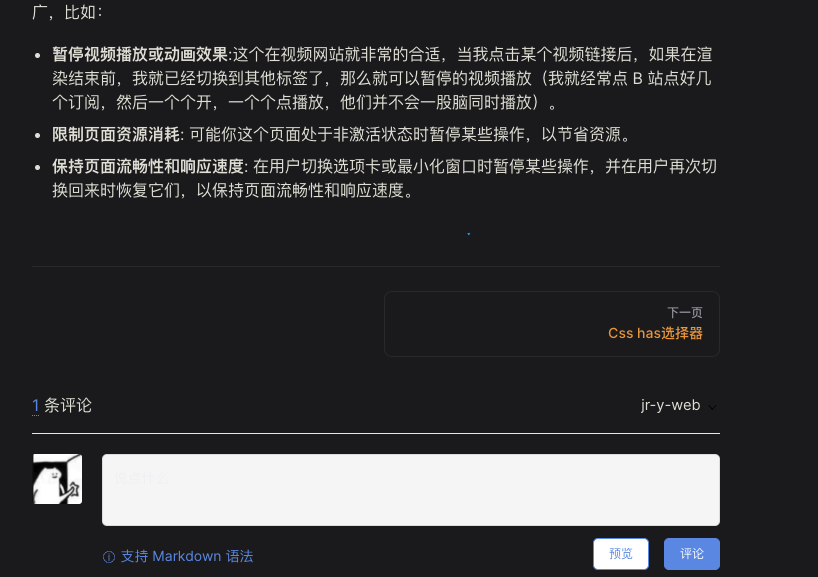 广，比如：
暂停视频播放或动画效果:这个在视频网站就非常的合适，当我点击某个视频链接后，如果在渲
染结束前，我就已经切换到其他标签了，那么就可以暂停的视频播放（我就经常点 B 站点好几
个订阅，然后一个个开，一个个点播放，他们并不会一股脑同时播放）。
限制页面资源消耗: 可能你这个页面处于非激活状态时暂停某些操作，以节省资源。
保持页面流畅性和响应速度: 在用户切换选项卡或最小化窗口时暂停某些操作，并在用户再次切
换回来时恢复它们，以保持页面流畅性和响应速度。
下一页
Css has选择器
1 条评论
jr-y-web
说点什么
支持 Markdown 语法
预览
评论